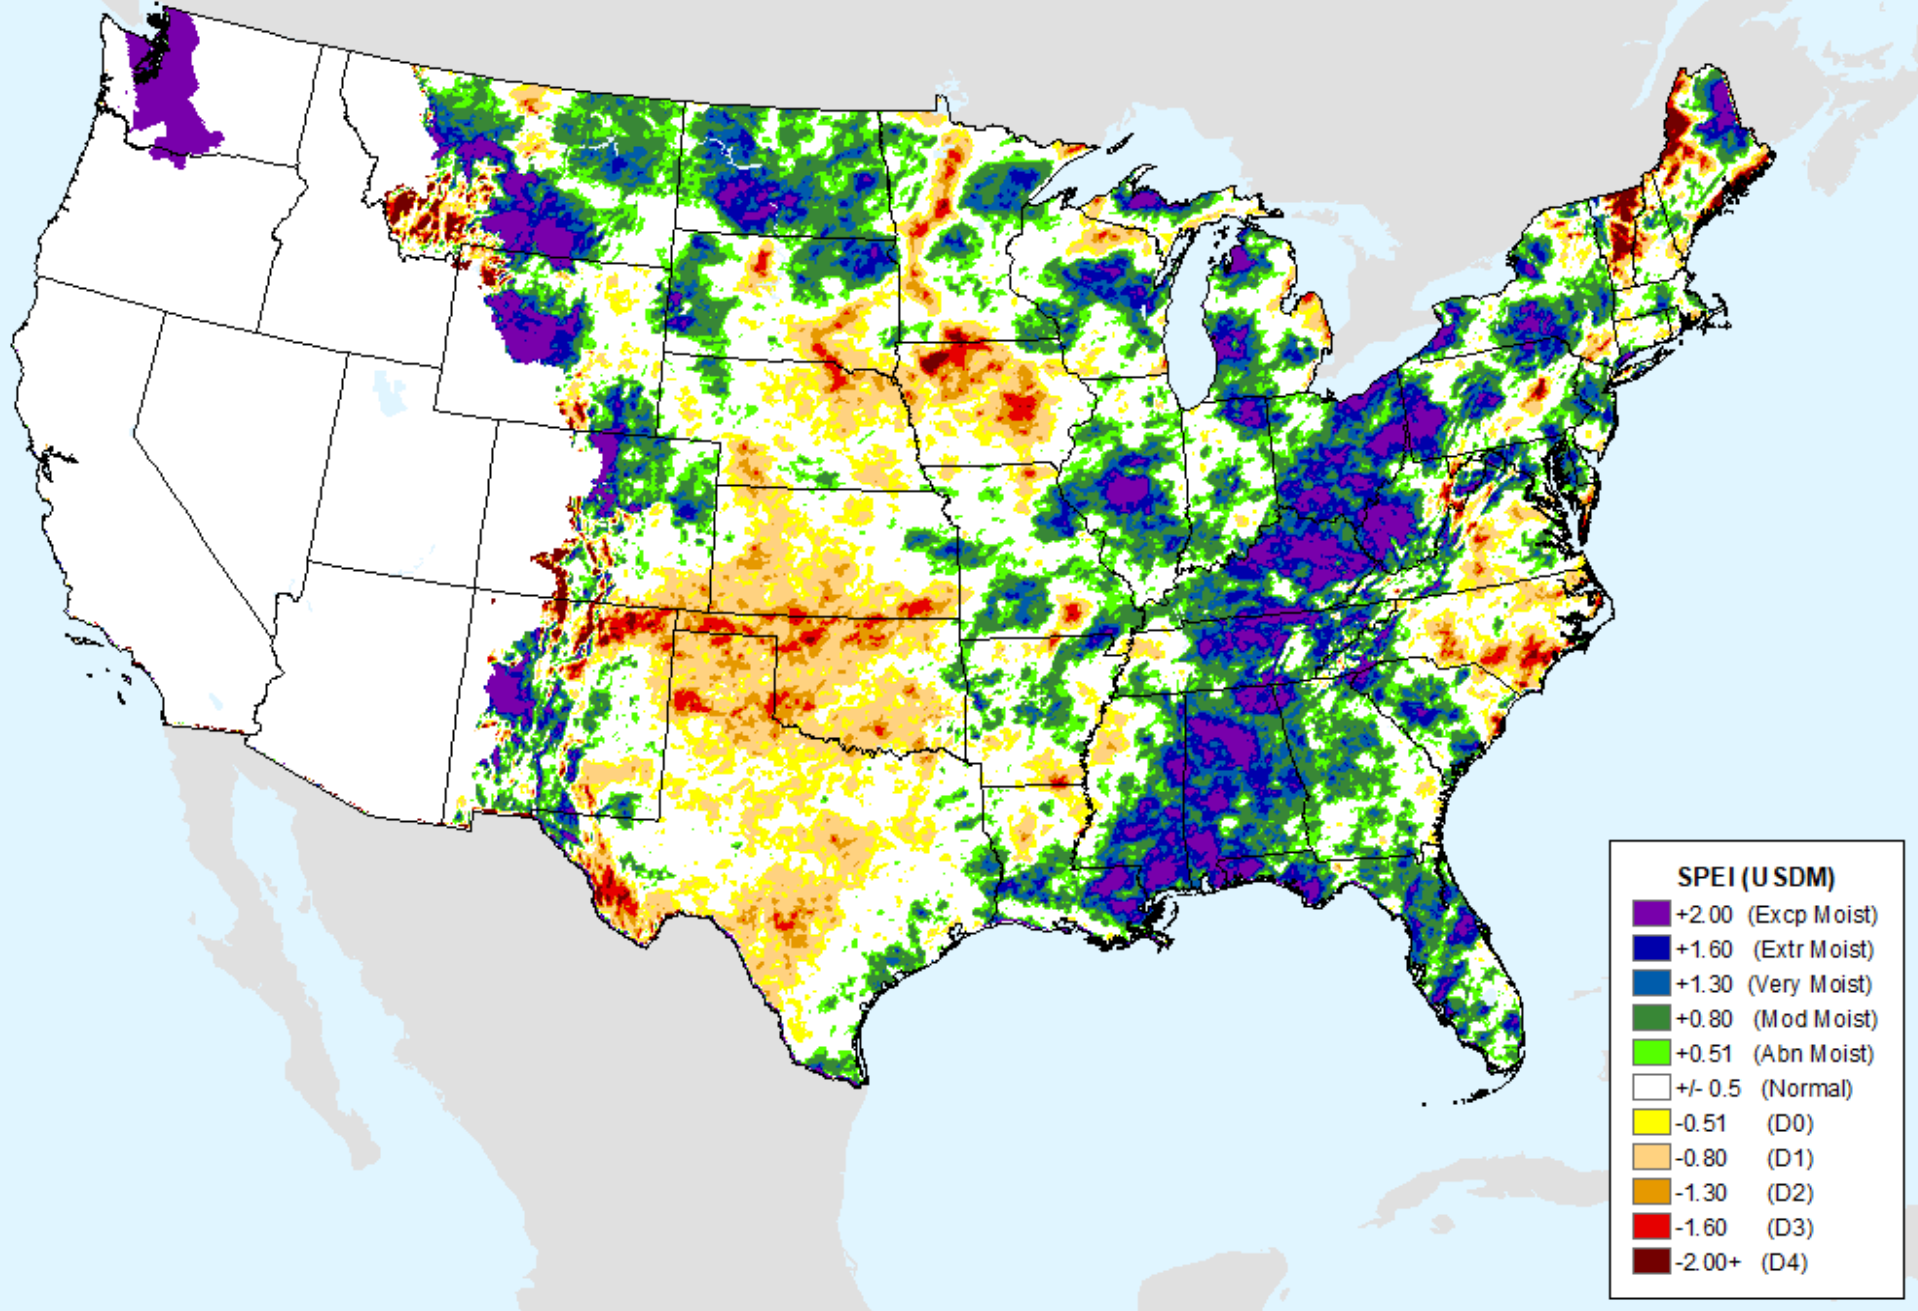 SPEI (USDM)
+2.00 (Excp Moist)
+1.60 (Extr Moist)
+1.30 (Very Moist)
+0.80 (Mod Moist)
+0.51 (Abn Moist)
+/- 0.5 (Normal)
-0.51 (D0)
-0.80 (D1)
-1.30 (D2)
-1.60 (D3)
-2.00+ (D4)